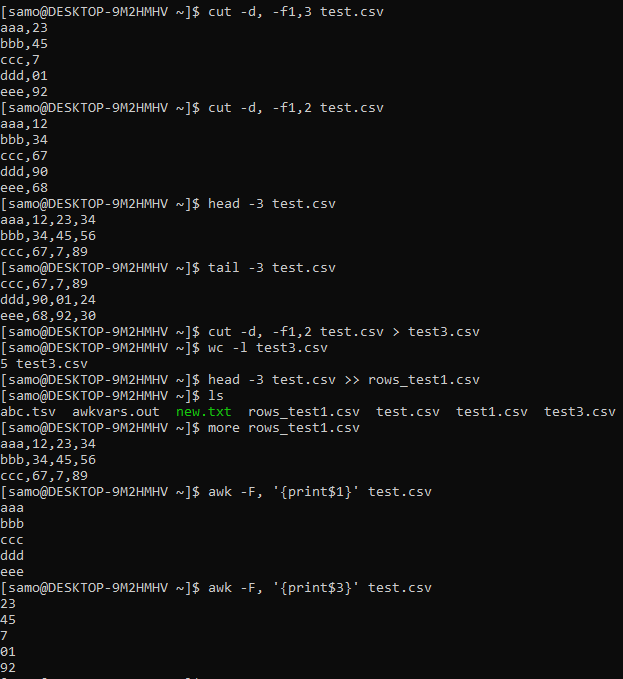 [samo@DESKTOP-9M2HMHV ~]$ cut -d, -f1,3 test.csv
aaa,23
bbb,45
ccc,7
ddd,01
eee,92
[samo@DESKTOP-9M2HMHV ~]$ cut -d, -f1,2 test.csv
aaa,12
bbb,34
ccc,67
ddd,90
eee,68
[samo@DESKTOP-9M2HMHV ~]$ head -3 test.csv
aaa,12,23,34
bbb,34,45,56
ccc,67,7,89
[samo@DESKTOP-9M2HMHV ~]$ tail -3 test.csv
ccc,67,7,89
ddd,90,01,24
eee,68,92,30
[samo@DESKTOP-9M2HMHV ~]$ cut -d, -f1,2 test.csv > test3.csv
[samo@DESKTOP-9M2HMHV ~]$ wc -l test3.csv
5 test3.csv
[samo@DESKTOP-9M2HMHV ~]$ head -3 test.csv >> rows_test1.csv
[samo@DESKTOP-9M2HMHV ~]$ ls
abc.tsv  awkvars.out  new.txt  rows_test1.csv  test.csv  test1.csv  test3.csv
[samo@DESKTOP-9M2HMHV ~]$ more rows_test1.csv
aaa,12,23,34
bbb,34,45,56
ccc,67,7,89
[samo@DESKTOP-9M2HMHV ~]$ awk -F, '{print$1}' test.csv
aaa
bbb
ccc
ddd
eee
[samo@DESKTOP-9M2HMHV ~]$ awk -F, '{print$3}' test.csv
23
45
7
01
92